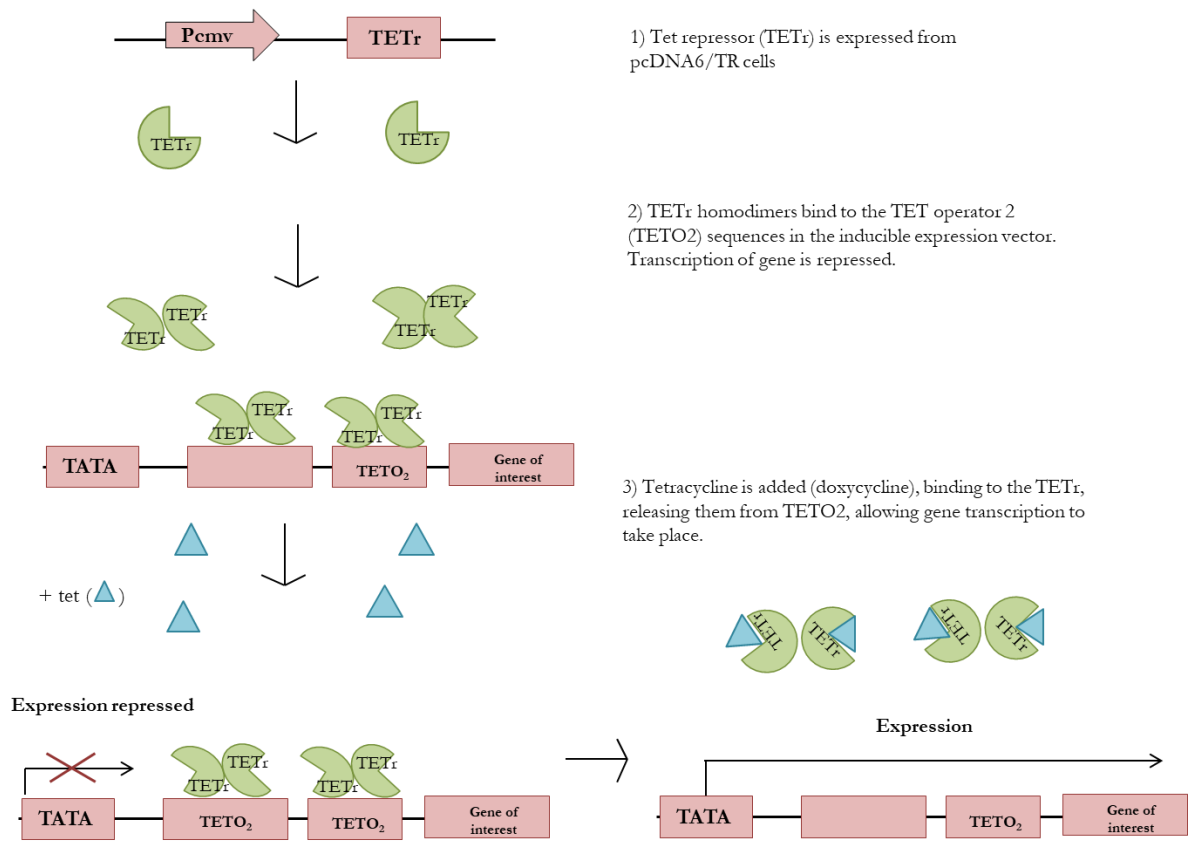 Pcmv
TETr
1) Tet repressor (TETr) is expressed from
pcDNA6/TR cells
TETr
TETr
2) TETr homodimers bind to the TET operator 2
(TETO2) sequences in the inducible expression vector.
Transcription of gene is repressed.
TETr
TETr
TETr
TETr
TETr
TETr
TETr
TETr
TATA
TETO2
Gene of
interest
3) Tetracycline is added (doxycycline), binding to the TETr,
releasing them from TETO2, allowing gene transcription to
take place.
+ tet ( )
TETr
TETr
TETr
TETr
Expression repressed
Expression
TETr
TETr
TETr
TETr
TATA
TETO2
TETO2
Gene of
interest
TATA
TETO2
Gene of
interest